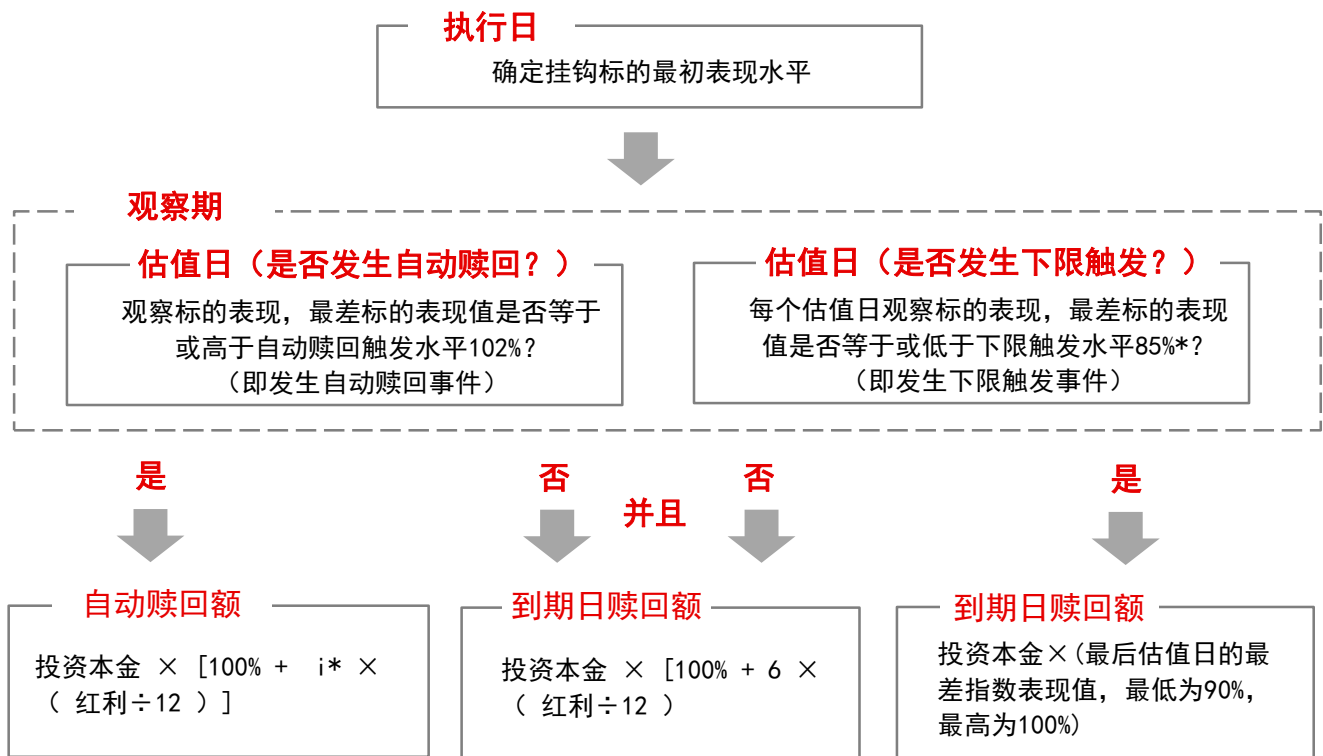 执行日
确定挂钩标的最初表现水平
观察期
估值日（是否发生自动赎回？）
观察标的表现，最差标的表现值是否等于
或高于自动赎回触发水平102%？
（即发生自动赎回事件）
估值日（是否发生下限触发？）
每个估值日观察标的表现，最差标的表现
值是否等于或低于下限触发水平85%*？
（即发生下限触发事件）
是
否
并且
否
是
自动赎回额
投资本金 × [100% + i* ×
（ 红利÷12 ）]
到期日赎回额
投资本金 × [100% + 6 ×
（ 红利÷12 ）
到期日赎回额
投资本金×(最后估值日的最
差指数表现值，最低为90%，
最高为100%)